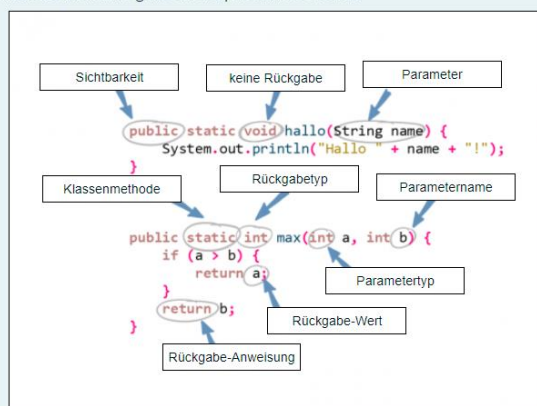 Sichtbarkeit
keine Rückgabe
Parameter
public static void hallo(String name) {
System.out.println("Hallo " + name + "!");
}
Klassenmethode
Rückgabetyp
Parametername
public static int max(int a, int b) {
if (a > b) {
return a;
}
return b;
}
Parametertyp
Rückgabe-Wert
Rückgabe-Anweisung